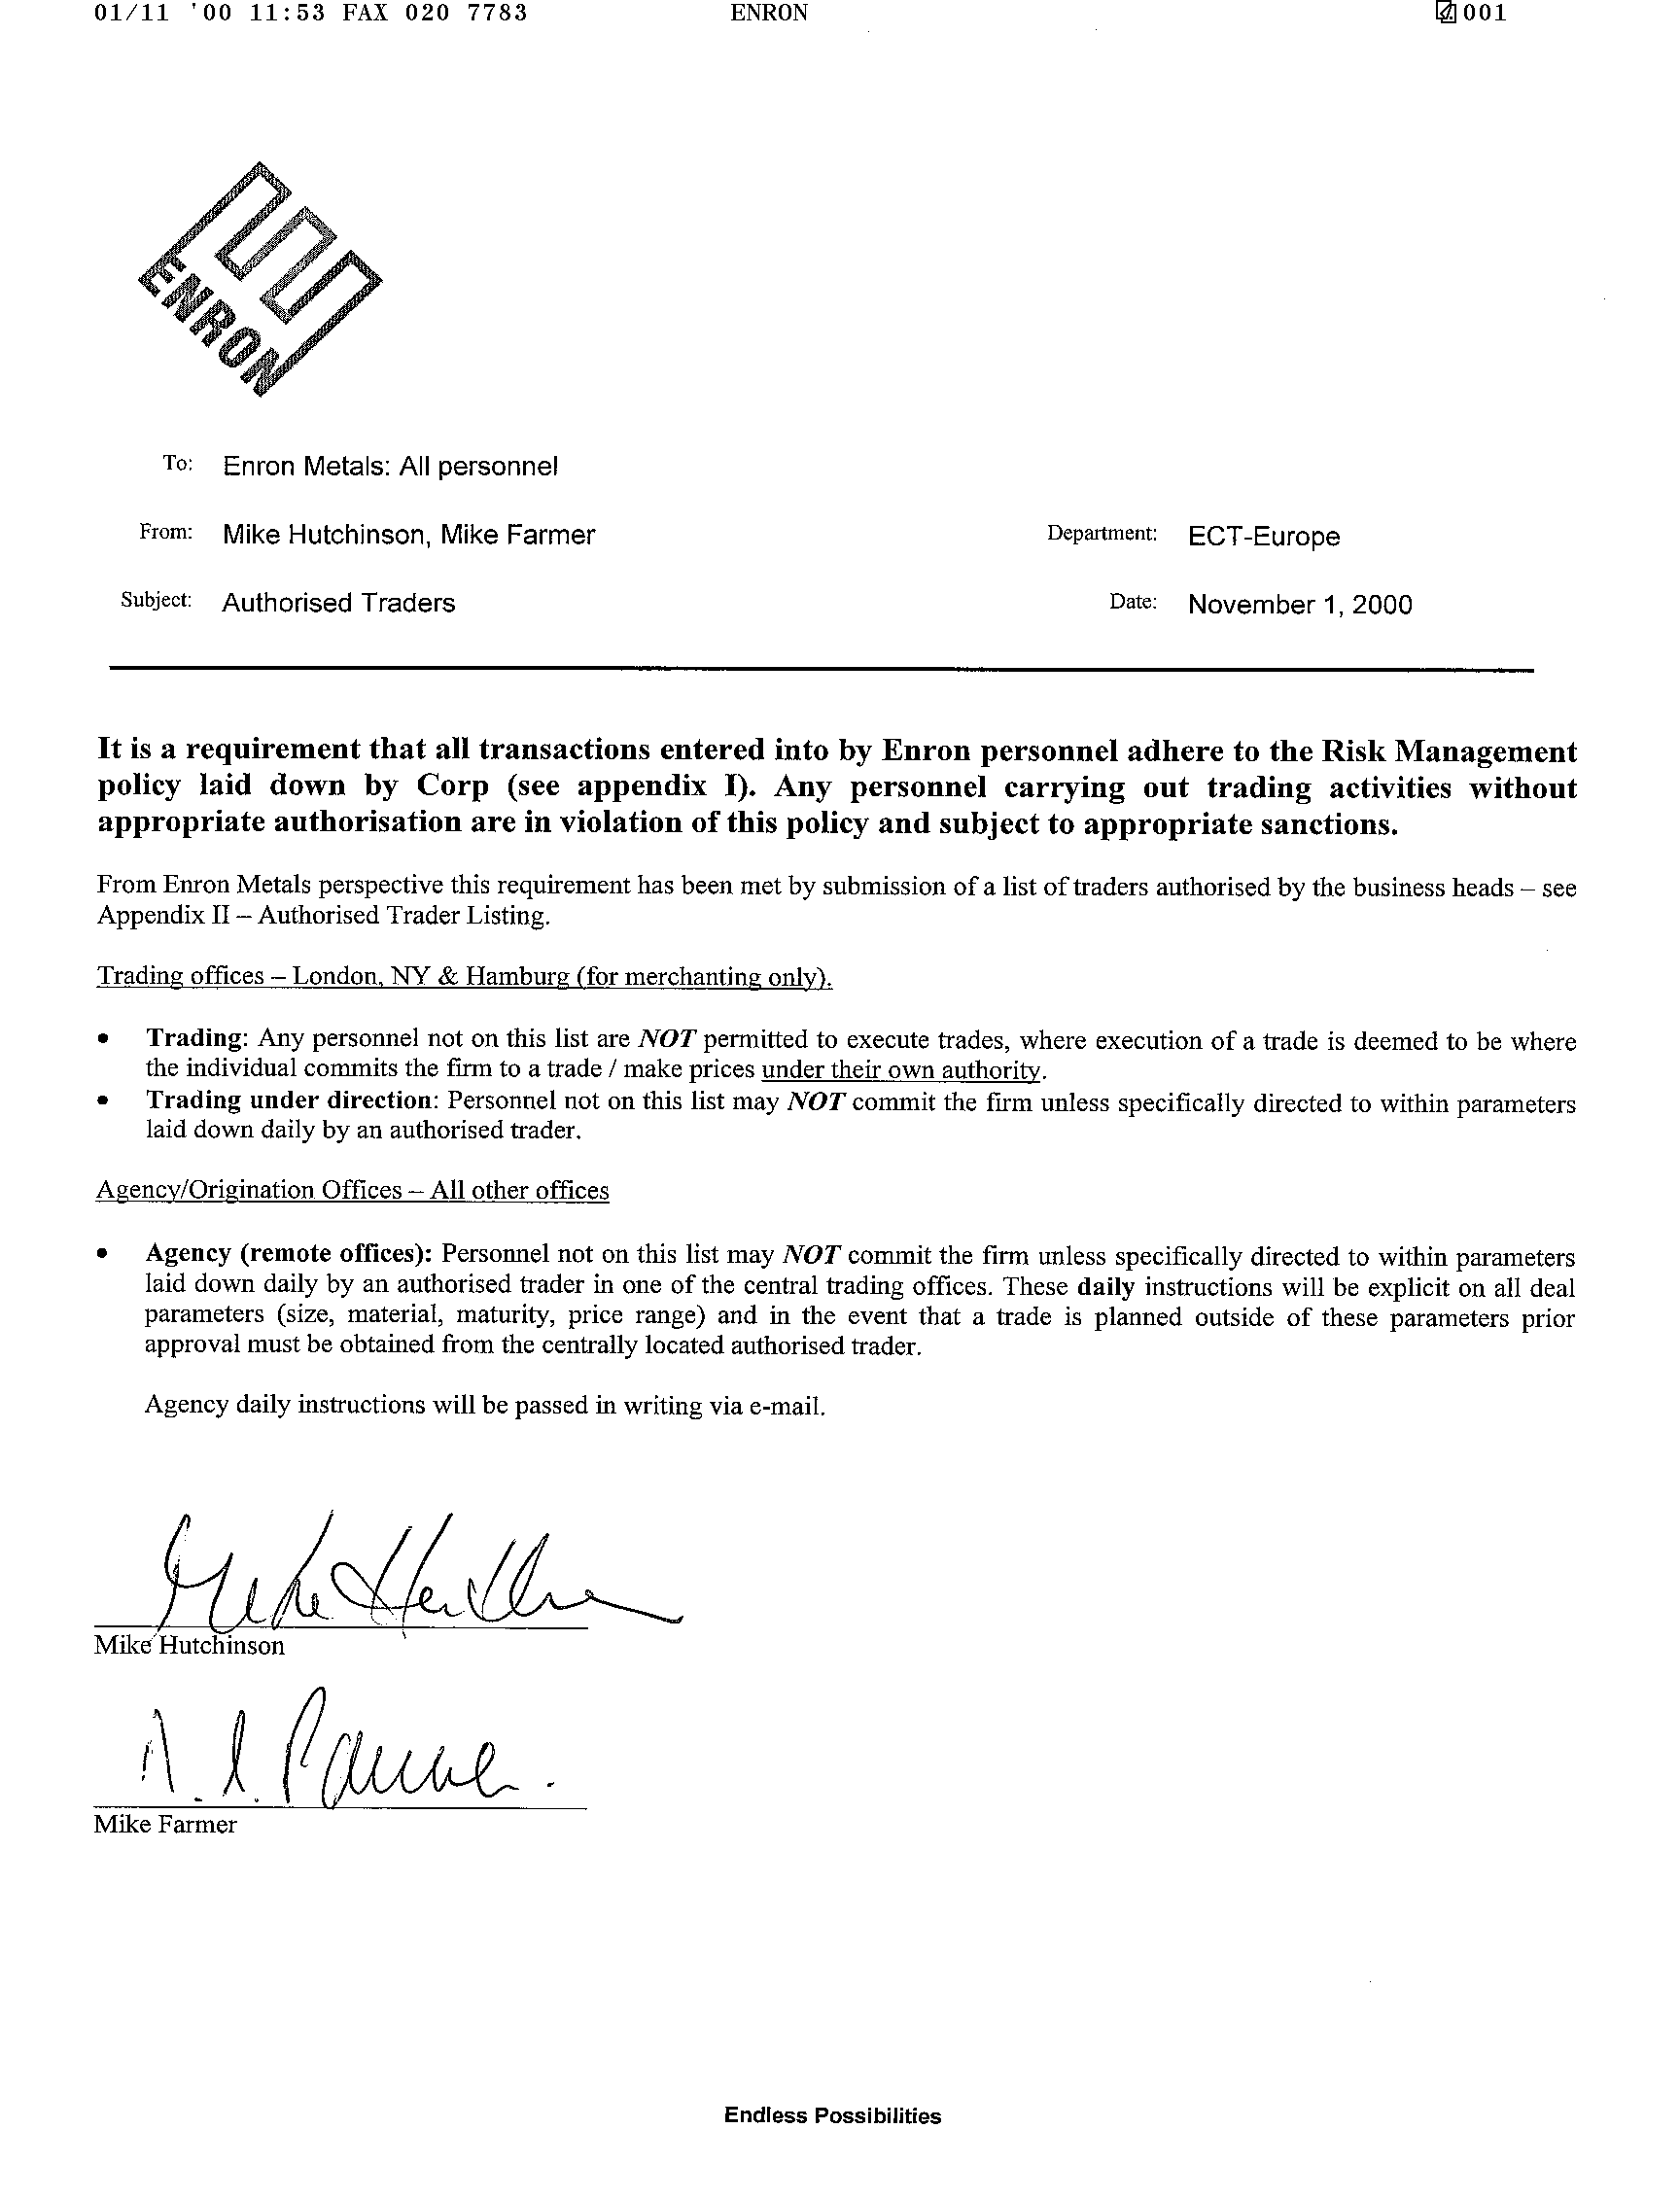 01/11 '00 11:53 FAX 020 7783 ENRON 001
ENRON
To: Enron Metals: All personnel
From: Mike Hutchinson, Mike Farmer Department: ECT-Europe
Subject: Authorised Traders Date: November 1, 2000
It is a requirement that all transactions entered into by Enron personnel adhere to the Risk Management
policy laid down by Corp (see appendix I). Any personnel carrying out trading activities without
appropriate authorisation are in violation of this policy and subject to appropriate sanctions.
From Enron Metals perspective this requirement has been met by submission of a list of traders authorised by the business heads – see
Appendix II – Authorised Trader Listing.
Trading offices – London, NY & Hamburg (for merchanting only).
• Trading: Any personnel not on this list are NOT permitted to execute trades, where execution of a trade is deemed to be where
the individual commits the firm to a trade / make prices under their own authority.
• Trading under direction: Personnel not on this list may NOT commit the firm unless specifically directed to within parameters
laid down daily by an authorised trader.
Agency/Origination Offices – All other offices
• Agency (remote offices): Personnel not on this list may NOT commit the firm unless specifically directed to within parameters
laid down daily by an authorised trader in one of the central trading offices. These daily instructions will be explicit on all deal
parameters (size, material, maturity, price range) and in the event that a trade is planned outside of these parameters prior
approval must be obtained from the centrally located authorised trader.
Agency daily instructions will be passed in writing via e-mail.
Mike Hutchinson
Mike Farmer
Endless Possibilities